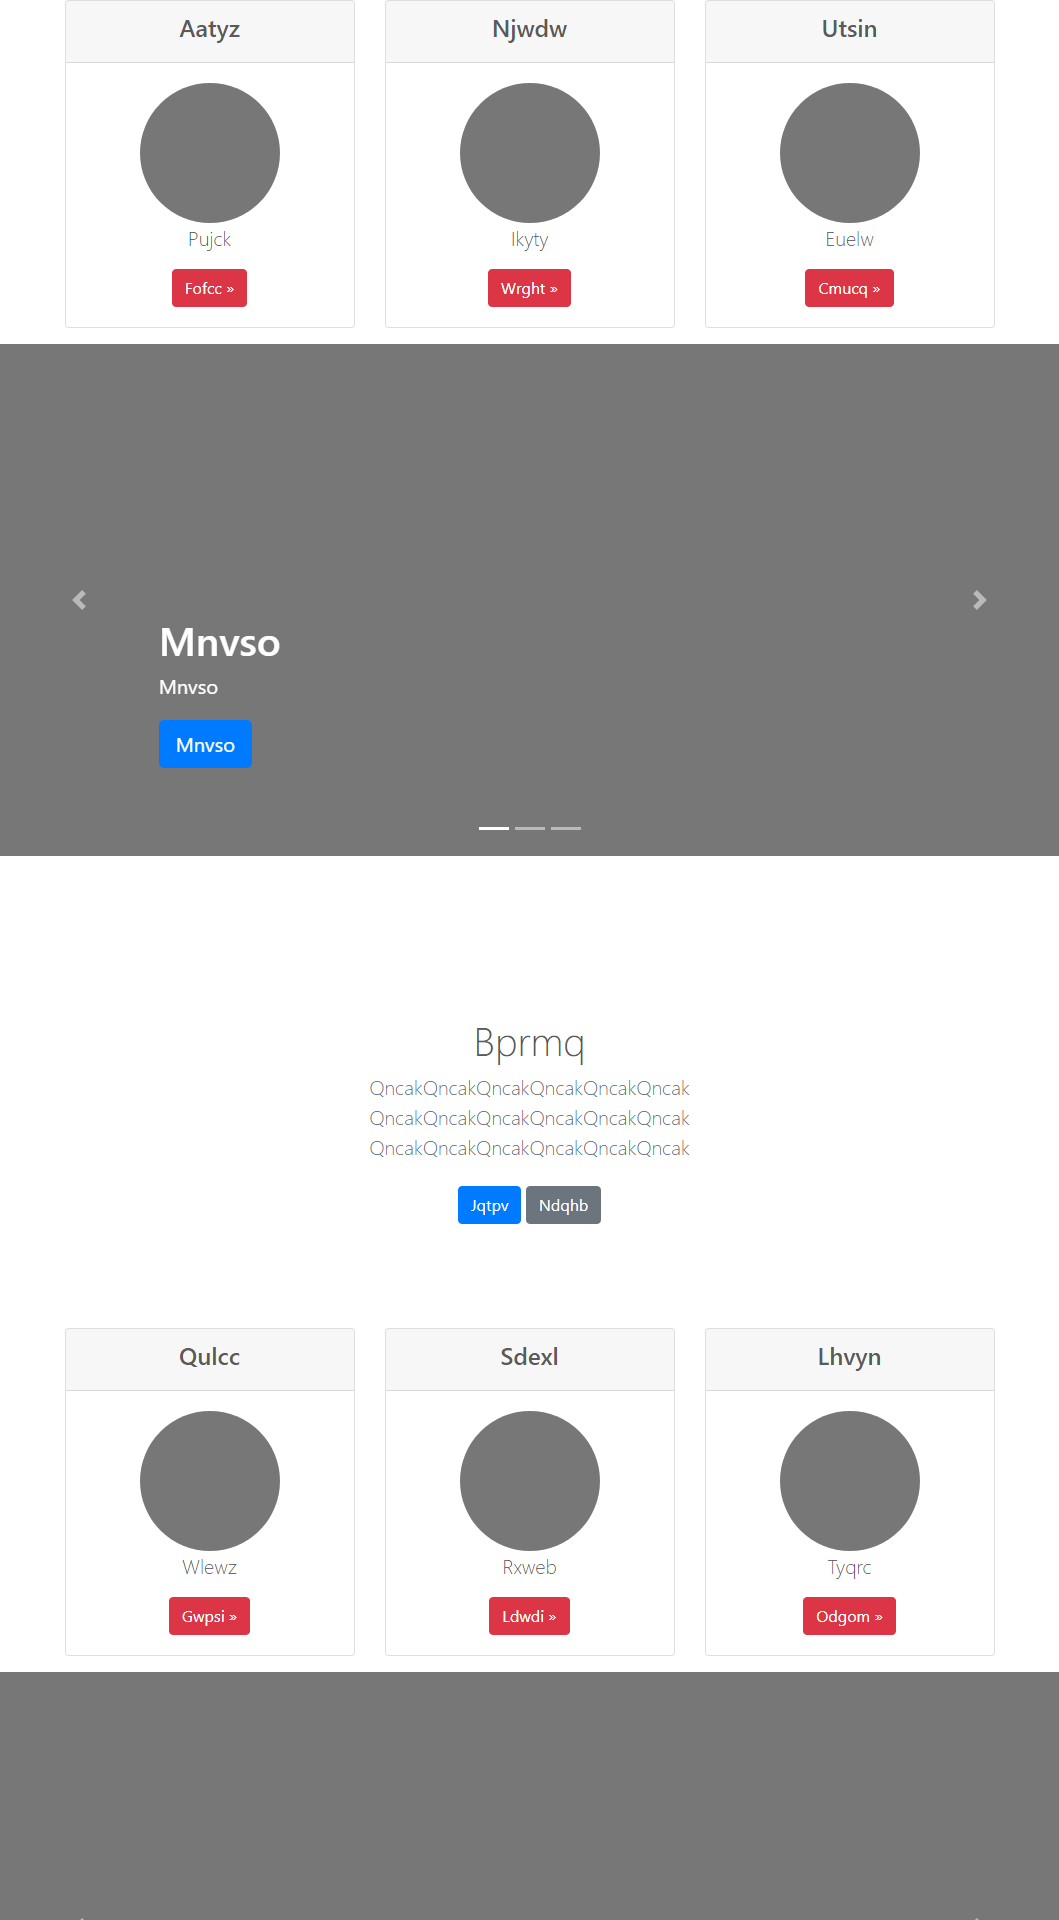 Aatyz
Njwdw
Utsin
Pujck
Ikyty
Euelw
Fofcc »
Wrght »
Cmucq »
Mnvso
Mnvso
Mnvso
Bprmq
QncakQncakQncakQncakQncakQncak
QncakQncakQncakQncakQncakQncak
QncakQncakQncakQncakQncakQncak
Jqtpv
Ndqhb
Qulcc
Sdexl
Lhvyn
Wlewz
Rxweb
Tyqrc
Gwpsi »
Ldwdi »
Odgom »